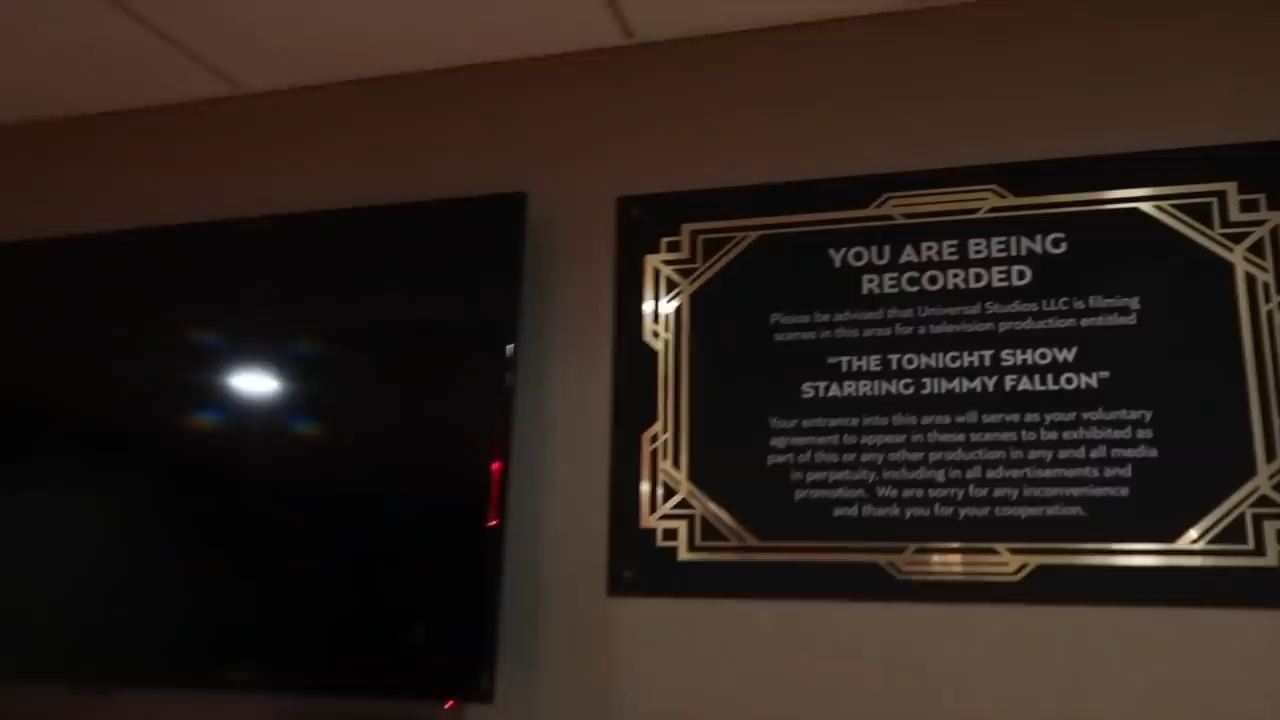 YOU ARE BEING
RECORDED
Please be advised that Universal Studios LLC is filming
scenes in this area for a television production entitled
"THE TONIGHT SHOW
STARRING JIMMY FALLON"
Your entrance into this area will serve as your voluntary
agreement to appear in these scenes to be exhibited as
part of this or any other production in any and all media
in perpetuity, including in all advertisements and
promotion. We are sorry for any inconvenience
and thank you for your cooperation.